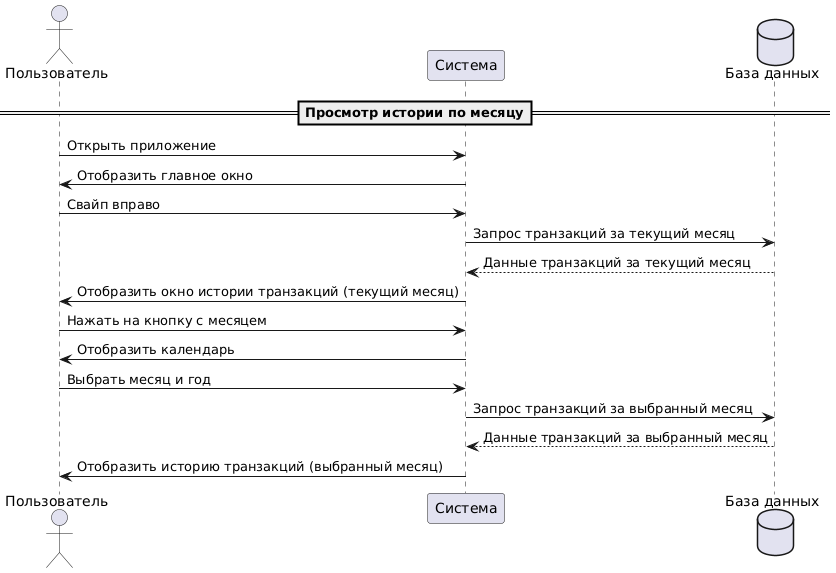 Пользователь
Система
База данных
Просмотр истории по месяцу
Открыть приложение
Отобразить главное окно
Свайп вправо
Запрос транзакций за текущий месяц
Данные транзакций за текущий месяц
Отобразить окно истории транзакций (текущий месяц)
Нажать на кнопку с месяцем
Отобразить календарь
Выбрать месяц и год
Запрос транзакций за выбранный месяц
Данные транзакций за выбранный месяц
Отобразить историю транзакций (выбранный месяц)
Пользователь
Система
База данных